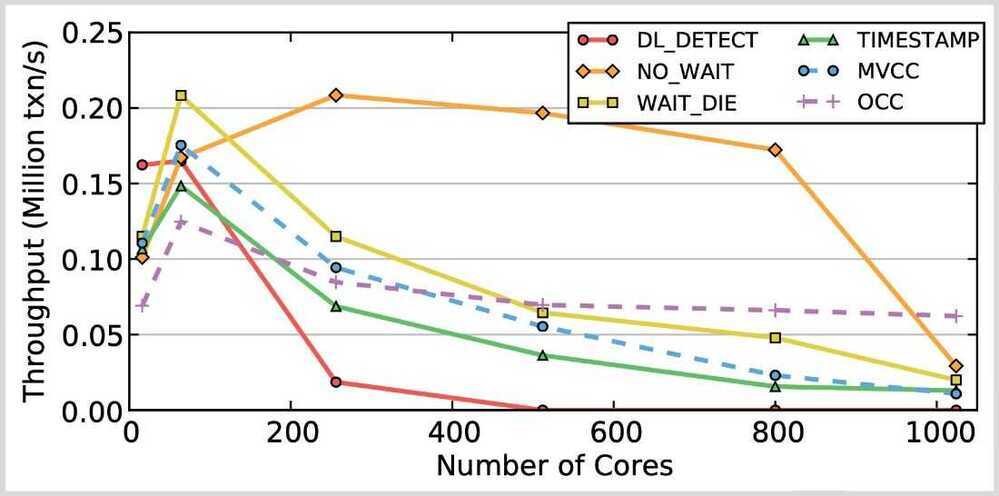 Throughput (Million txn/s)
0.25
0.20
0.15
0.10
0.05
0.00
0 200 400 600 800 1000
Number of Cores
DL_DETECT
NO_WAIT
WAIT_DIE
TIMESTAMP
MVCC
OCC